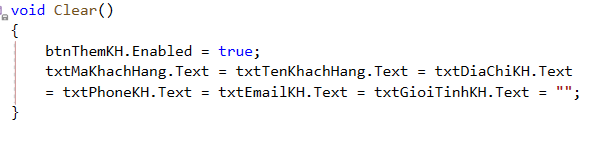 void Clear()
{
btnThemKH.Enabled = true;
txtMaKhachHang.Text = txtTenKhachHang.Text = txtDiaChiKH.Text
= txtPhoneKH.Text = txtEmailKH.Text = txtGioiTinhKH.Text = "";
}